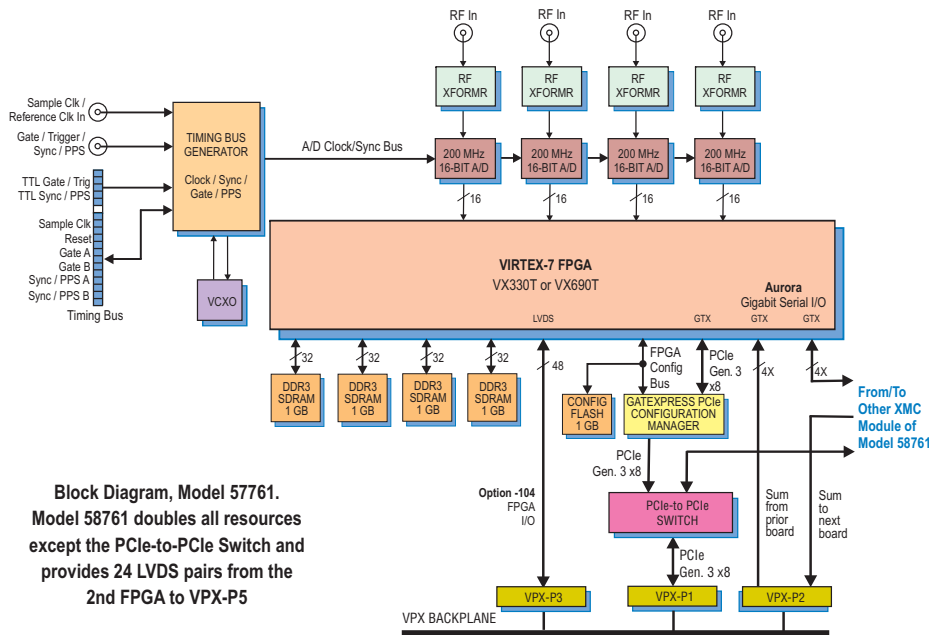 RF In
RF In
RF In
RF In
RF
XFORMR
RF
XFORMR
RF
XFORMR
RF
XFORMR
Sample Clk /
Reference Clk In
Gate / Trigger /
Sync / PPS
TIMING BUS
GENERATOR
Clock / Sync /
Gate / PPS
A/D Clock/Sync Bus
200 MHz
16-BIT A/D
200 MHz
16-BIT A/D
200 MHz
16-BIT A/D
200 MHz
16-BIT A/D
TTL Gate / Trig
TTL Sync / PPS
Sample Clk
Reset
Gate A
Gate B
Sync / PPS A
Sync / PPS B
Timing Bus
VCXO
16
16
16
16
VIRTEX-7 FPGA
VX330T or VX690T
Aurora
Gigabit Serial I/O
LVDS
GTX
GTX
GTX
32
32
32
32
48
FPGA
Config
Bus
PCIe
Gen. 3
x8
4X
4X
DDR3
SDRAM
1 GB
DDR3
SDRAM
1 GB
DDR3
SDRAM
1 GB
DDR3
SDRAM
1 GB
CONFIG
FLASH
1 GB
GATEXPRESS PCIe
CONFIGURATION
MANAGER
From/To
Other XMC
Module of
Model 58761
PCIe
Gen. 3 x8
Option -104
FPGA
I/O
PCIe-to PCIe
SWITCH
Sum
from
prior
board
Sum
to
next
board
PCIe
Gen. 3 x8
Block Diagram, Model 57761.
Model 58761 doubles all resources
except the PCIe-to-PCIe Switch and
provides 24 LVDS pairs from the
2nd FPGA to VPX-P5
VPX-P3
VPX-P1
VPX-P2
VPX BACKPLANE